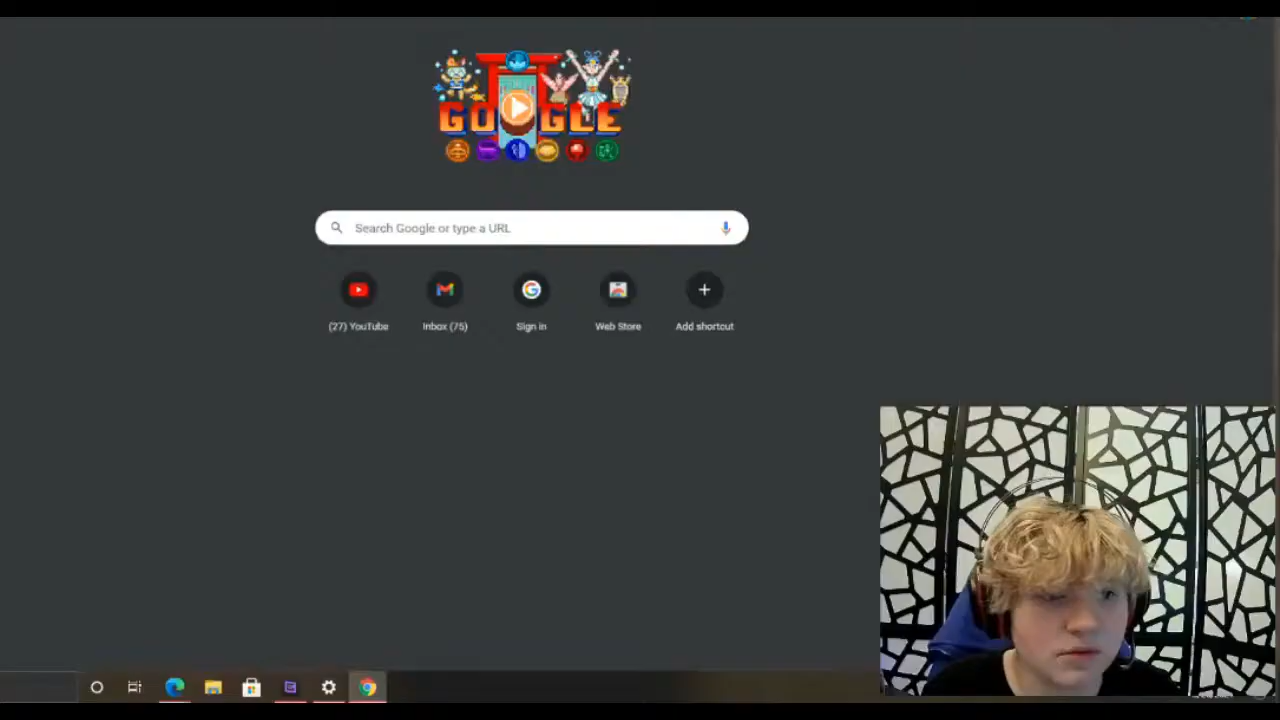 GOOGLE
Search Google or type a URL
(27) YouTube
Inbox (75)
Sign in
Web Store
Add shortcut